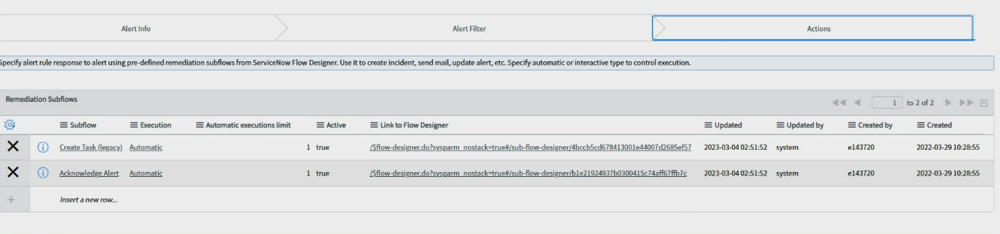 Alert Info Alert Filter Actions
Specify alert rule response to alert using pre-defined remediation subflows from ServiceNow Flow Designer. Use it to create incident, send mail, update alert, etc. Specify automatic or interactive type to control execution.
Remediation Subflows 1 to 2 of 2
Subflow Execution Automatic executions limit Active Link to Flow Designer Updated Updated by Created by Created
Create Task (legacy) Automatic 1 true /$flow-designer.do?sysparm_nostack=true#/sub-flow-designer/4bccb5cd678413001e44007d2685ef57 2023-03-04 02:51:52 system e143720 2022-03-29 10:28:55
Acknowledge Alert Automatic 1 true /$flow-designer.do?sysparm_nostack=true#/sub-flow-designer/b1e21924937b0300415c74aff67ffb7c 2023-03-04 02:51:52 system e143720 2022-03-29 10:28:55
Insert a new row...